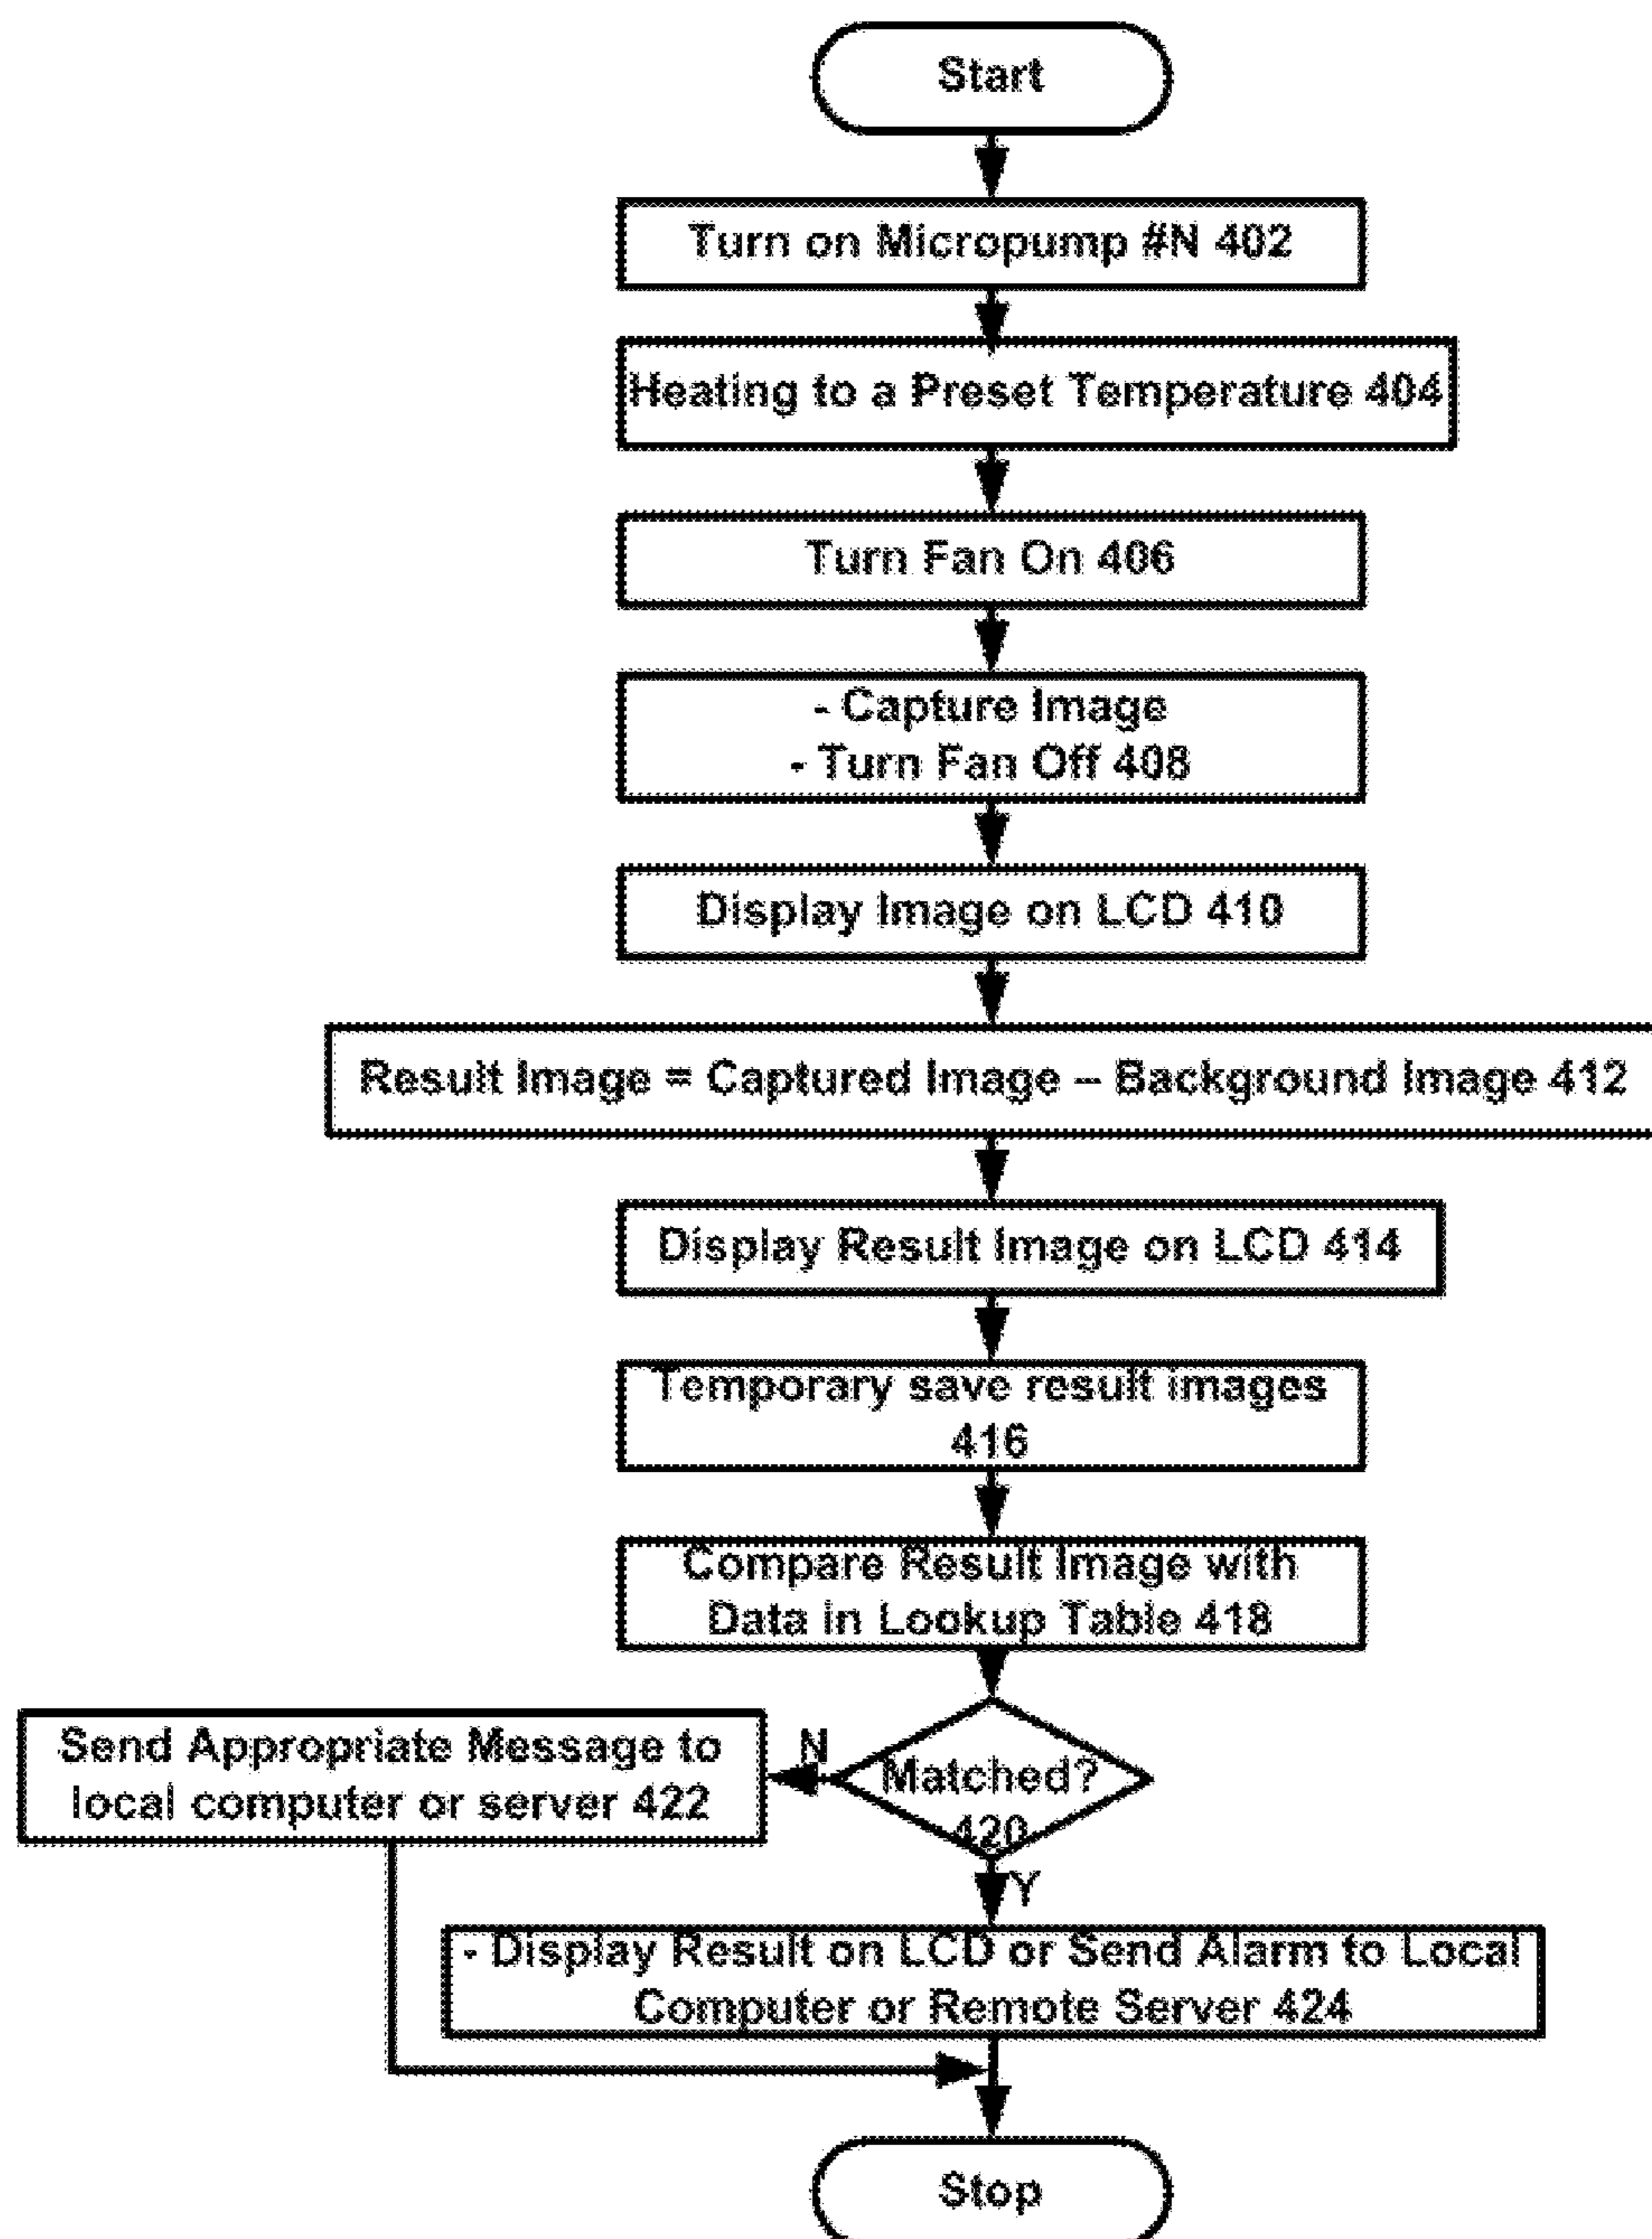 Start
Turn on Micropump #N 402
Heating to a Preset Temperature 404
Turn Fan On 406
- Capture Image
- Turn Fan Off 408
Display Image on LCD 410
Result Image = Captured Image – Background Image 412
Display Result Image on LCD 414
Temporary save result images
416
Compare Result Image with
Data in Lookup Table 418
Matched?
420
N
Send Appropriate Message to
local computer or server 422
Y
- Display Result on LCD or Send Alarm to Local
Computer or Remote Server 424
Stop